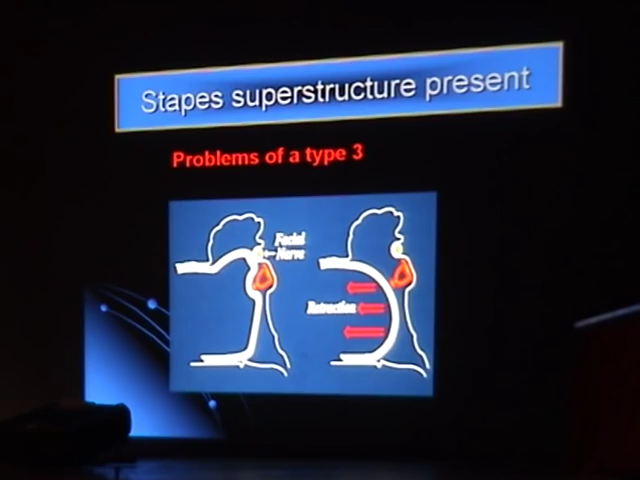 Stapes superstructure present
Problems of a type 3
Facial
Nerve
Retraction